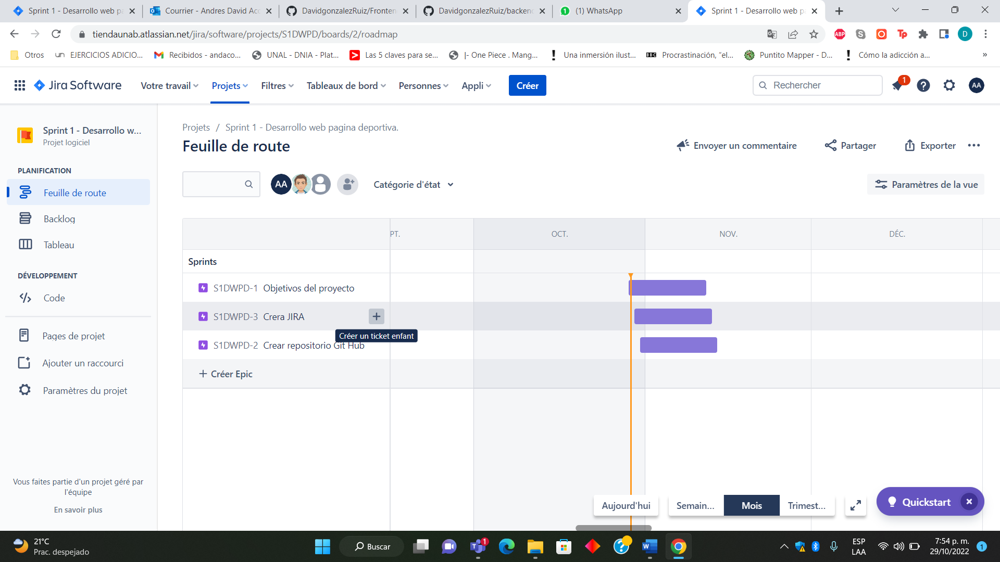 Sprint 1 - Desarrollo web pa
Courrier - Andres David Acc
DavidgonzalezRuiz/Fronten
DavidgonzalezRuiz/backend
(1) WhatsApp
Sprint 1 - Desarrollo web pa
tiendaunab.atlassian.net/jira/software/projects/S1DWPD/boards/2/roadmap
ABP
D
Otros
EJERCICIOS ADICIO...
Recibidos - andaco...
UNAL - DNIA - Plat...
Las 5 claves para se...
|- One Piece . Mang...
Una inmersión ilust...
BBC Procrastinación, “el...
Puntito Mapper - D...
Cómo la adicción a...
»
Jira Software
Votre travail
Projets
Filtres
Tableaux de bord
Personnes
Appli
Créer
Rechercher
1
AA
Sprint 1 - Desarrollo w...
Projet logiciel
PLANIFICATION
Feuille de route
Backlog
Tableau
DÉVELOPPEMENT
Code
Pages de projet
Ajouter un raccourci
Paramètres du projet
Vous faites partie d'un projet géré par
l'équipe
En savoir plus
Projets / Sprint 1 - Desarrollo web pagina deportiva.
Feuille de route
Envoyer un commentaire
Partager
Exporter
AA
Catégorie d'état
Paramètres de la vue
PT.
OCT.
NOV.
DÉC.
Sprints
S1DWPD-1 Objetivos del proyecto
S1DWPD-3 Crera JIRA
Créer un ticket enfant
S1DWPD-2 Crear repositorio Git Hub
+ Créer Epic
Aujourd'hui
Semain...
Mois
Trimest...
Quickstart
21°C
Prac. despejado
Buscar
1
ESP
LAA
7:54 p. m.
29/10/2022
1